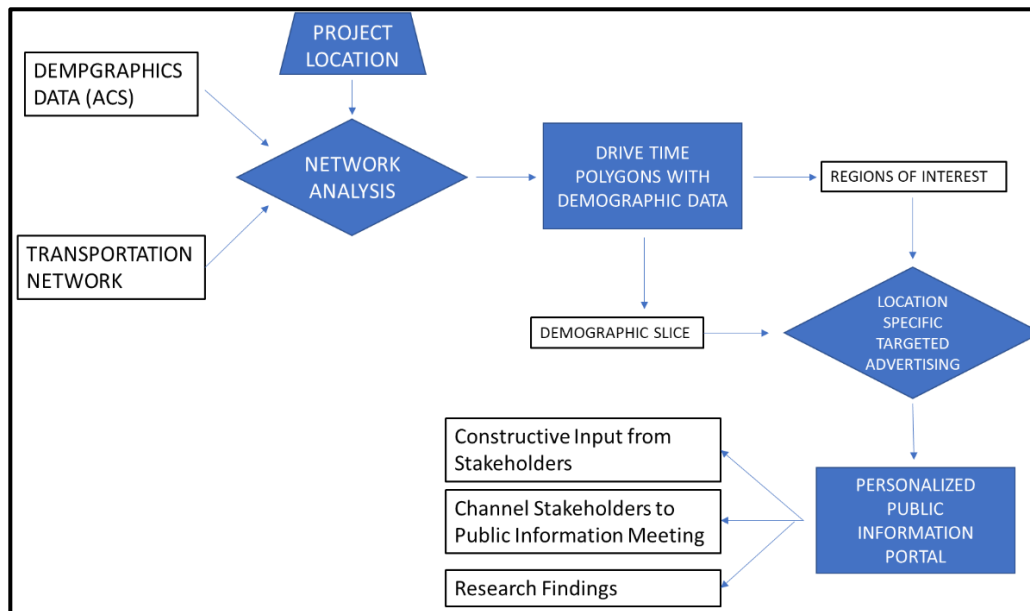 PROJECT
LOCATION
DEMPGRAPHICS
DATA (ACS)
NETWORK
ANALYSIS
TRANSPORTATION
NETWORK
DRIVE TIME
POLYGONS WITH
DEMOGRAPHIC DATA
REGIONS OF INTEREST
DEMOGRAPHIC SLICE
LOCATION
SPECIFIC
TARGETED
ADVERTISING
PERSONALIZED
PUBLIC
INFORMATION
PORTAL
Constructive Input from
Stakeholders
Channel Stakeholders to
Public Information Meeting
Research Findings